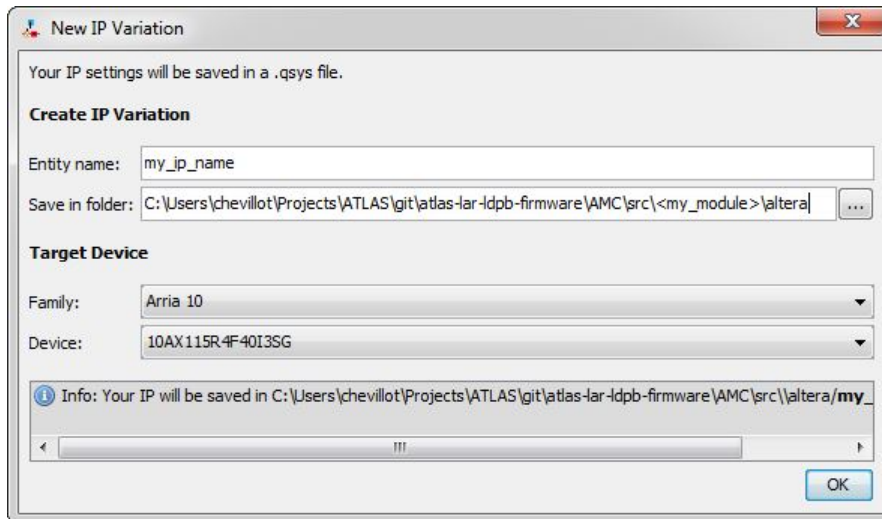 New IP Variation
Your IP settings will be saved in a .qsys file.
Create IP Variation
Entity name: my_ip_name
Save in folder: C:\Users\chevillot\Projects\ATLAS\git\atlas-lar-ldpb-firmware\AMC\src\<my_module>\altera ...
Target Device
Family: Arria 10
Device: 10AX115R4F40I3SG
Info: Your IP will be saved in C:\Users\chevillot\Projects\ATLAS\git\atlas-lar-ldpb-firmware\AMC\src\\altera/my_
OK